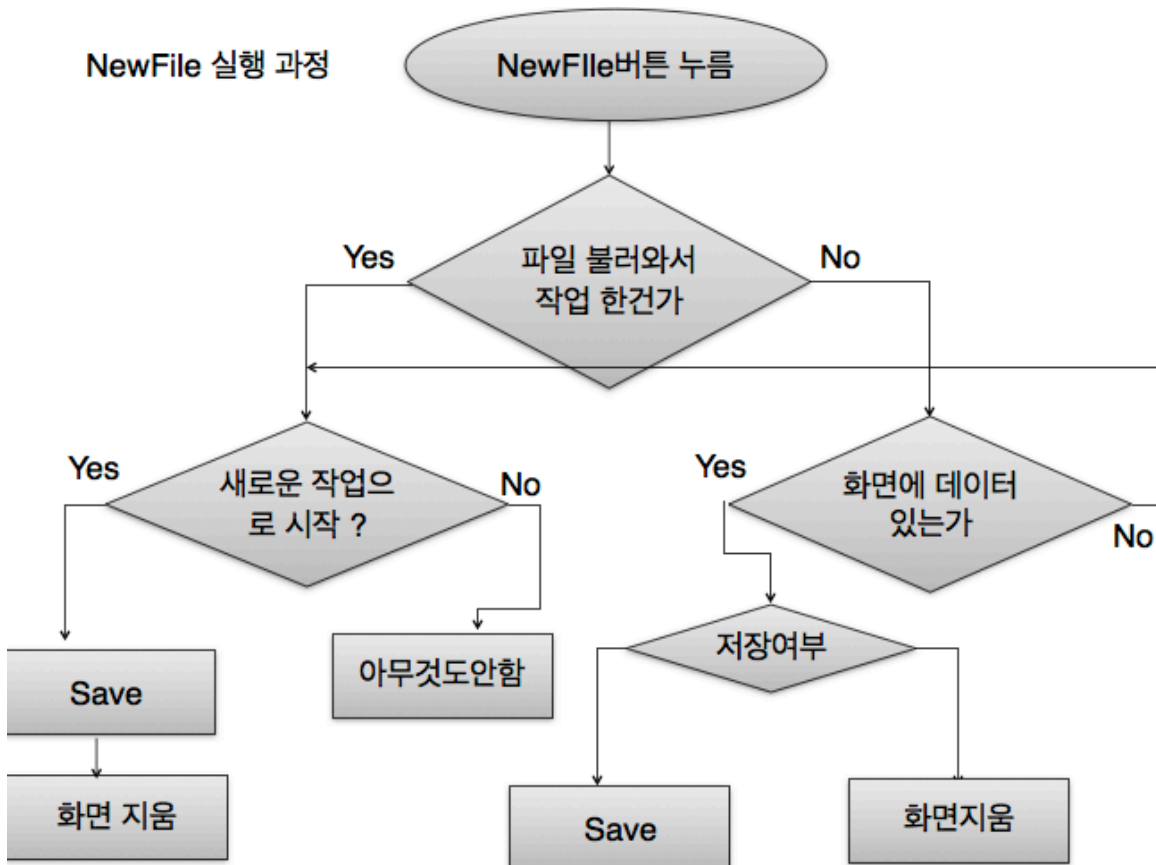 NewFile 실행 과정
NewFIle버튼 누름
Yes
파일 불러와서
작업 한건가
No
Yes
새로운 작업으
로 시작 ?
No
Yes
화면에 데이터
있는가
No
저장여부
아무것도안함
Save
화면 지움
Save
화면지움